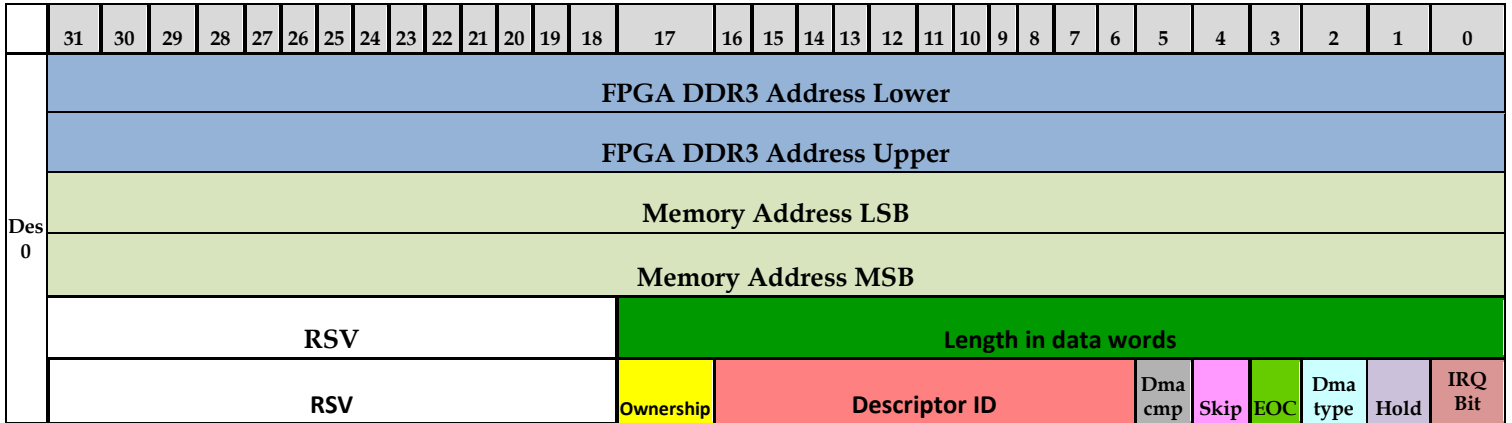 31 30 29 28 27 26 25 24 23 22 21 20 19 18 17 16 15 14 13 12 11 10 9 8 7 6 5 4 3 2 1 0
Des
0
FPGA DDR3 Address Lower
FPGA DDR3 Address Upper
Memory Address LSB
Memory Address MSB
RSV Length in data words
RSV Ownership Descriptor ID Dma cmp Skip EOC Dma type Hold IRQ Bit